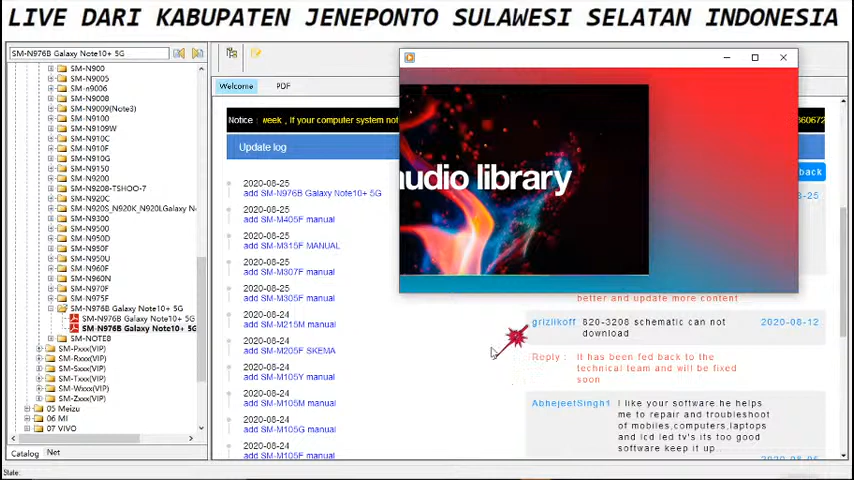 LIVE DARI KABUPATEN JENEPONTO SULAWESI SELATAN INDONESIA
SM-N976B Galaxy Note10+ 5G
SM-N900
SM-N9005
SM-n9006
SM-N9008
SM-N9009(Note3)
SM-N9100
SM-N9109W
SM-N910C
SM-N910F
SM-N910G
SM-N9150
SM-N9200
SM-N9208-TSHOO-7
SM-N920C
SM-N920S_N920K_N920LGalaxy N
SM-N9300
SM-N9500
SM-N950D
SM-N950F
SM-N950U
SM-N960F
SM-N960N
SM-N970F
SM-N975F
SM-N976B Galaxy Note10+ 5G
SM-N976B Galaxy Note10+ 5G
SM-N976B Galaxy Note10+ 5G
SM-NOTE8
SM-Pxxx(VIP)
SM-Rxxx(VIP)
SM-Sxxx(VIP)
SM-Txxx(VIP)
SM-Wxxx(VIP)
SM-Zxxx(VIP)
05 Meizu
06 MI
07 VIVO
Catalog
Net
State:
Welcome
PDF
Notice :
week , If your computer system not
660672
Update log
back
2020-08-25
add SM-N976B Galaxy Note10+ 5G
2020-08-25
add SM-M405F manual
2020-08-25
add SM-M315F MANUAL
2020-08-25
add SM-M307F manual
2020-08-25
add SM-M305F manual
2020-08-24
add SM-M215M manual
2020-08-24
add SM-M205F SKEMA
2020-08-24
add SM-M105Y manual
2020-08-24
add SM-M105M manual
2020-08-24
add SM-M105G manual
2020-08-24
add SM-M105F manual
audio library
8-25
better and update more content
grizlikoff
820-3208 schematic can not download
2020-08-12
Reply :
It has been fed back to the
technical team and will be fixed
soon
AbhejeetSingh1
I like your software.he helps
me to repair and troubleshoot
of mobiles,computers,laptops
and lcd led tv's.its too good
software keep it up.